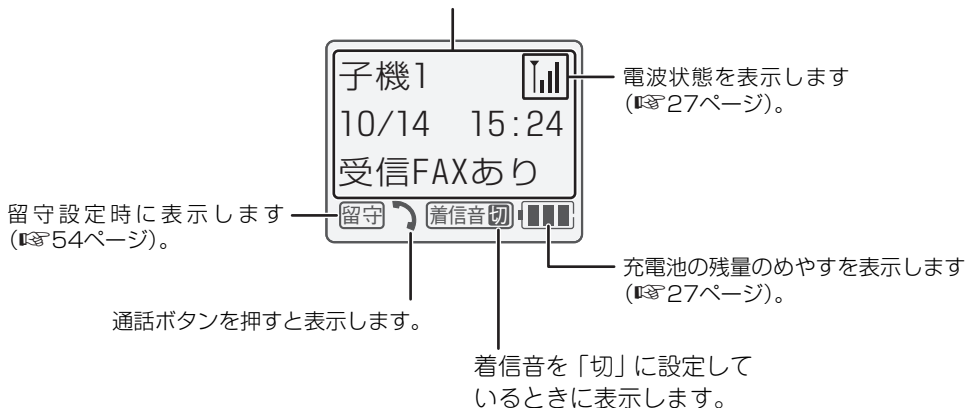 子機1
10/14 15:24
受信FAXあり
留守 着信音切
電波状態を表示します
(☞27ページ)。
留守設定時に表示します
(☞54ページ)。
充電池の残量のめやすを表示します
(☞27ページ)。
通話ボタンを押すと表示します。
着信音を「切」に設定して
いるときに表示します。